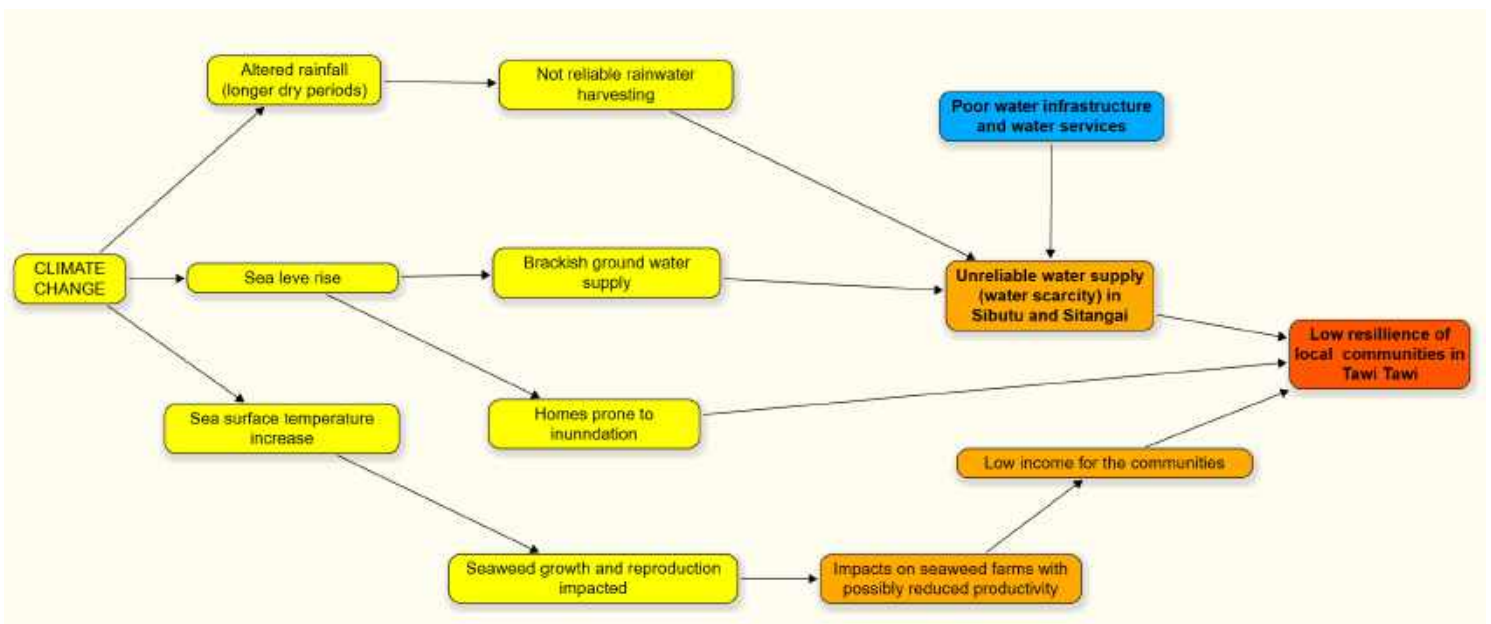 Altered rainfall
(longer dry periods)
Not reliable rainwater
harvesting
Poor water infrastructure
and water services
CLIMATE
CHANGE
Sea leve rise
Brackish ground water
supply
Unreliable water supply
(water scarcity) in
Sibutu and Sitangai
Low resillience of
local communities in
Tawi Tawi
Sea surface temperature
increase
Homes prone to
inunndation
Low income for the communities
Seaweed growth and reproduction
impacted
Impacts on seaweed farms with
possibly reduced productivity